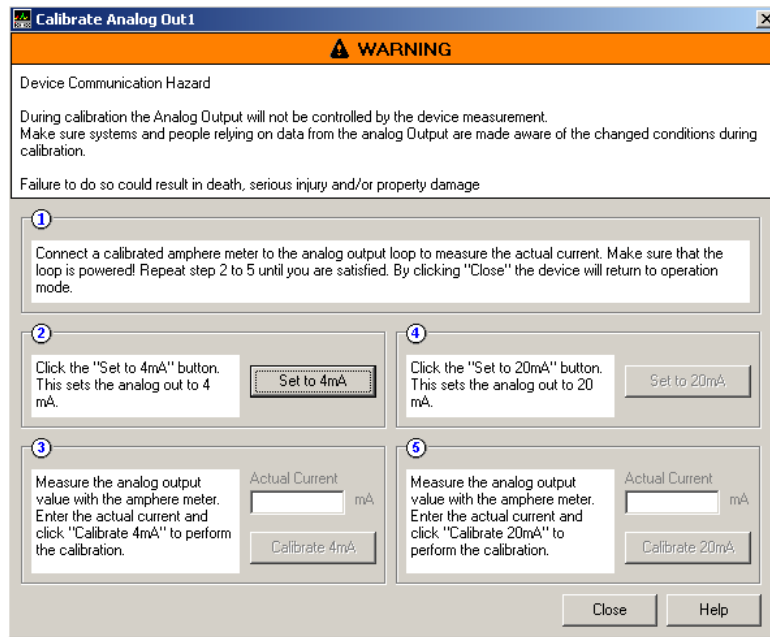 Calibrate Analog Out1
WARNING
Device Communication Hazard
During calibration the Analog Output will not be controlled by the device measurement.
Make sure systems and people relying on data from the analog Output are made aware of the changed conditions during
calibration.
Failure to do so could result in death, serious injury and/or property damage
1
Connect a calibrated amphere meter to the analog output loop to measure the actual current. Make sure that the
loop is powered! Repeat step 2 to 5 until you are satisfied. By clicking "Close" the device will return to operation
mode.
2
Click the "Set to 4mA" button.
This sets the analog out to 4
mA.
Set to 4mA
3
Measure the analog output
value with the amphere meter.
Enter the actual current and
click "Calibrate 4mA" to perform
the calibration.
Actual Current
mA
Calibrate 4mA
4
Click the "Set to 20mA" button.
This sets the analog out to 20
mA.
Set to 20mA
5
Measure the analog output
value with the amphere meter.
Enter the actual current and
click "Calibrate 20mA" to
perform the calibration.
Actual Current
mA
Calibrate 20mA
Close
Help